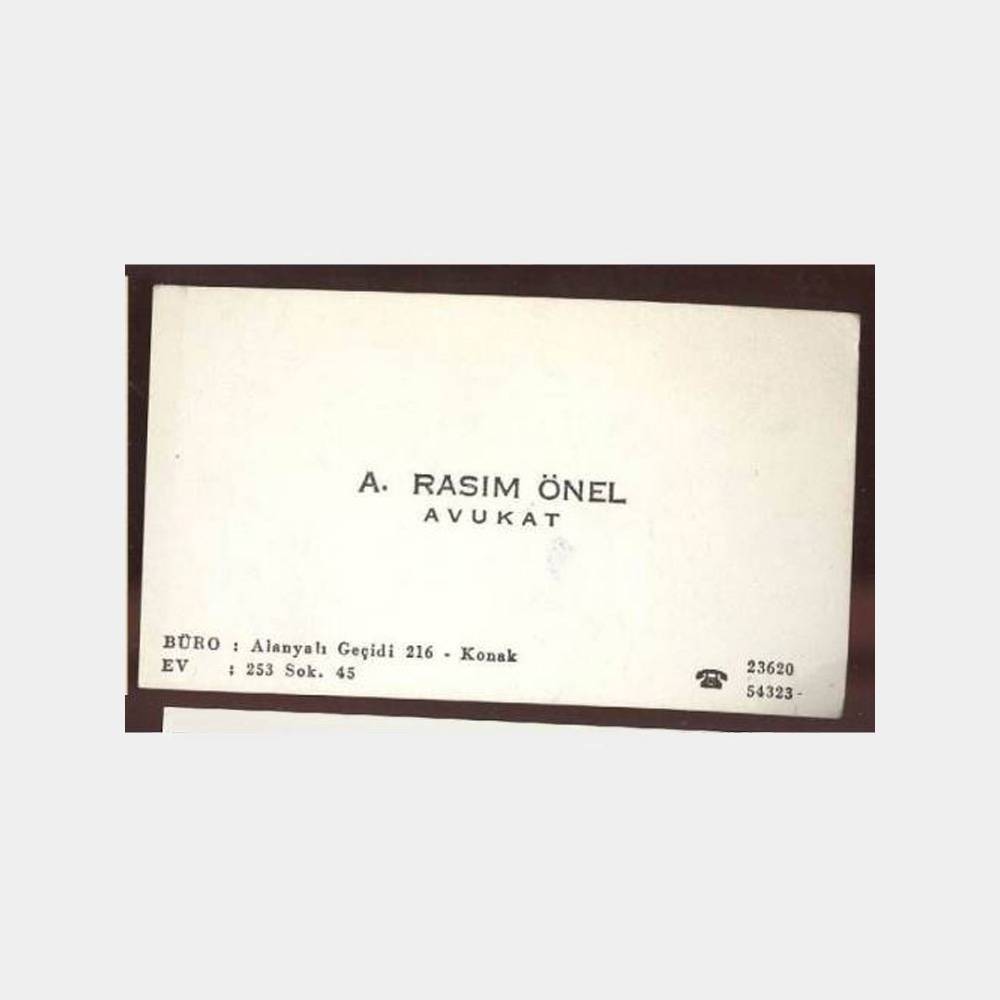 A. RASIM ÖNEL
AVUKAT
BÜRO : Alanyalı Geçidi 216 - Konak
EV : 253 Sok. 45
23620
54323-